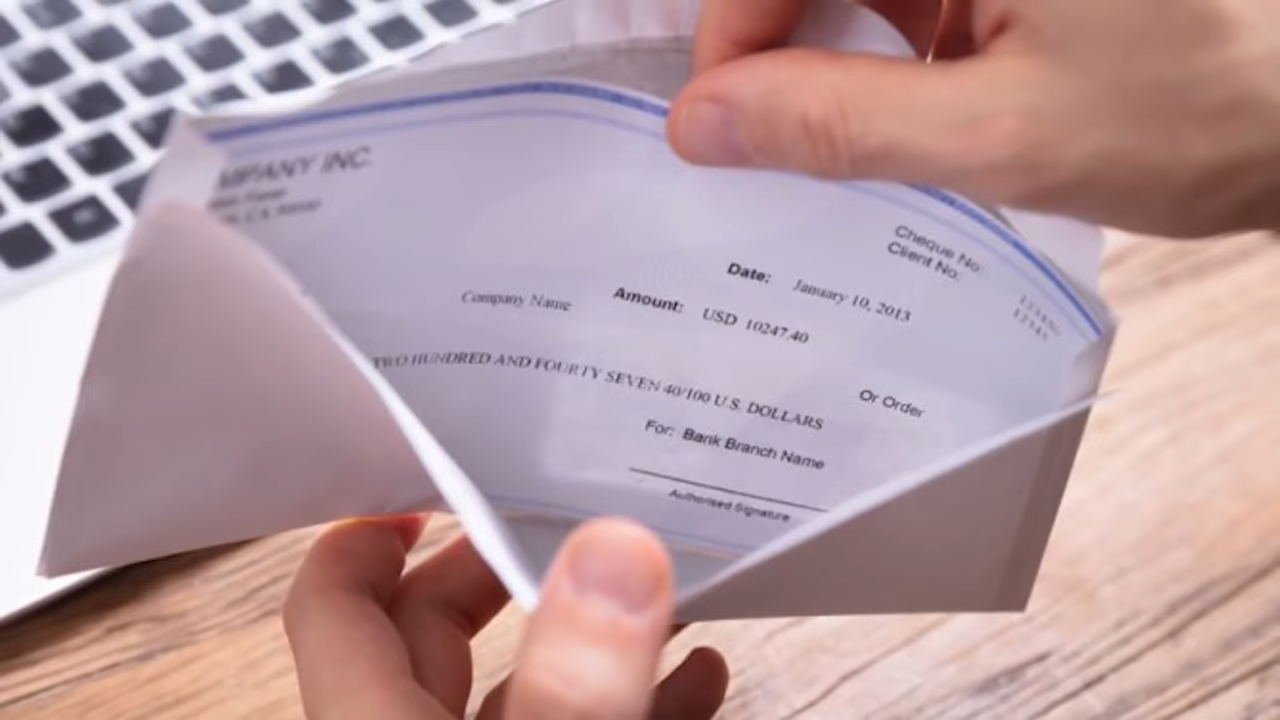 MPANY INC.
Cheque No:
Client No:
Date: January 10, 2013
Company Name Amount: USD 10247.40
TWO HUNDRED AND FOURTY SEVEN 40/100 U.S. DOLLARS
Or Order
For: Bank Branch Name
Authorised Signature